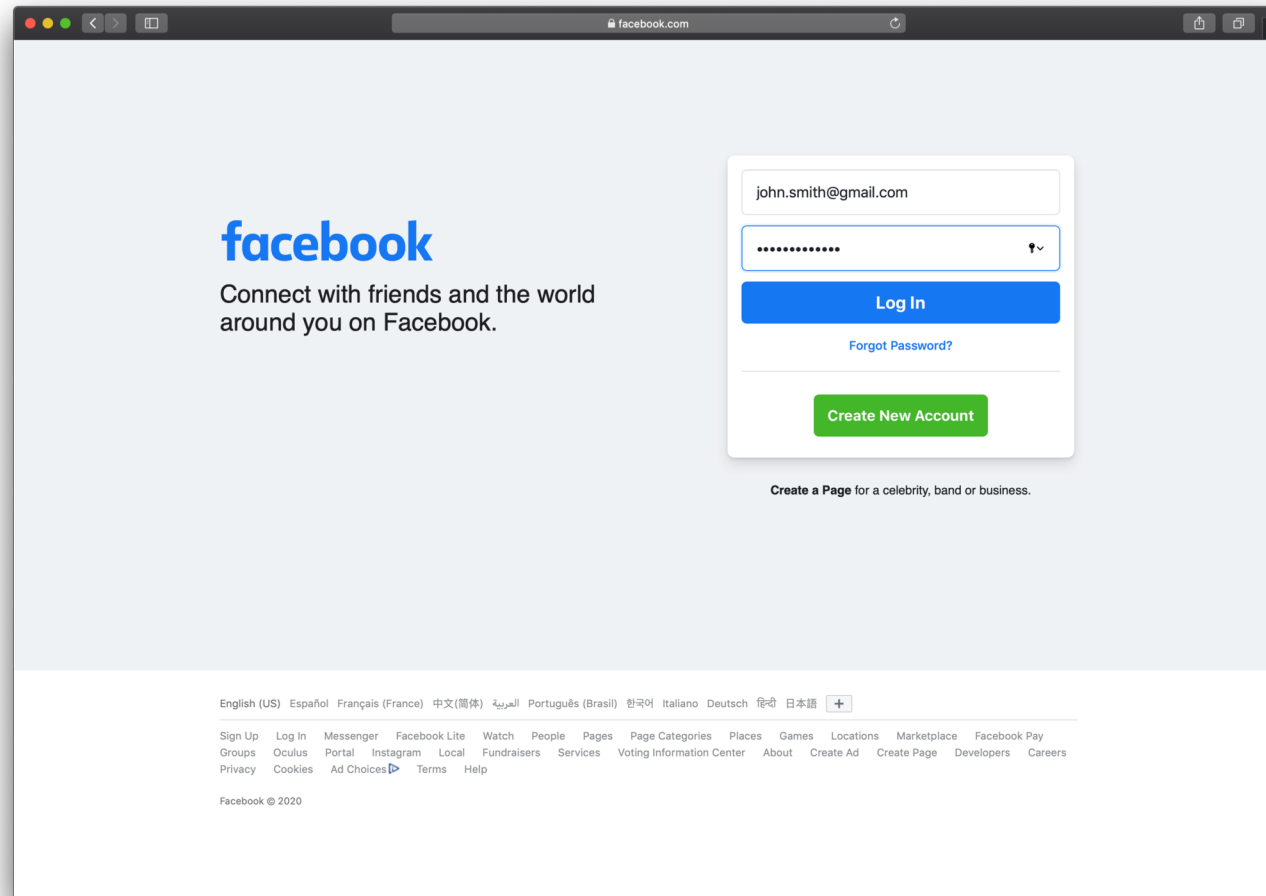 facebook.com
facebook
Connect with friends and the world
around you on Facebook.
john.smith@gmail.com
•••••••••••••
Log In
Forgot Password?
Create New Account
Create a Page for a celebrity, band or business.
English (US) Español Français (France) 中文(简体) العربية Português (Brasil) 한국어 Italiano Deutsch हिन्दी 日本語 +
Sign Up Log In Messenger Facebook Lite Watch People Pages Page Categories Places Games Locations Marketplace Facebook Pay
Groups Oculus Portal Instagram Local Fundraisers Services Voting Information Center About Create Ad Create Page Developers Careers
Privacy Cookies Ad Choices Terms Help
Facebook © 2020